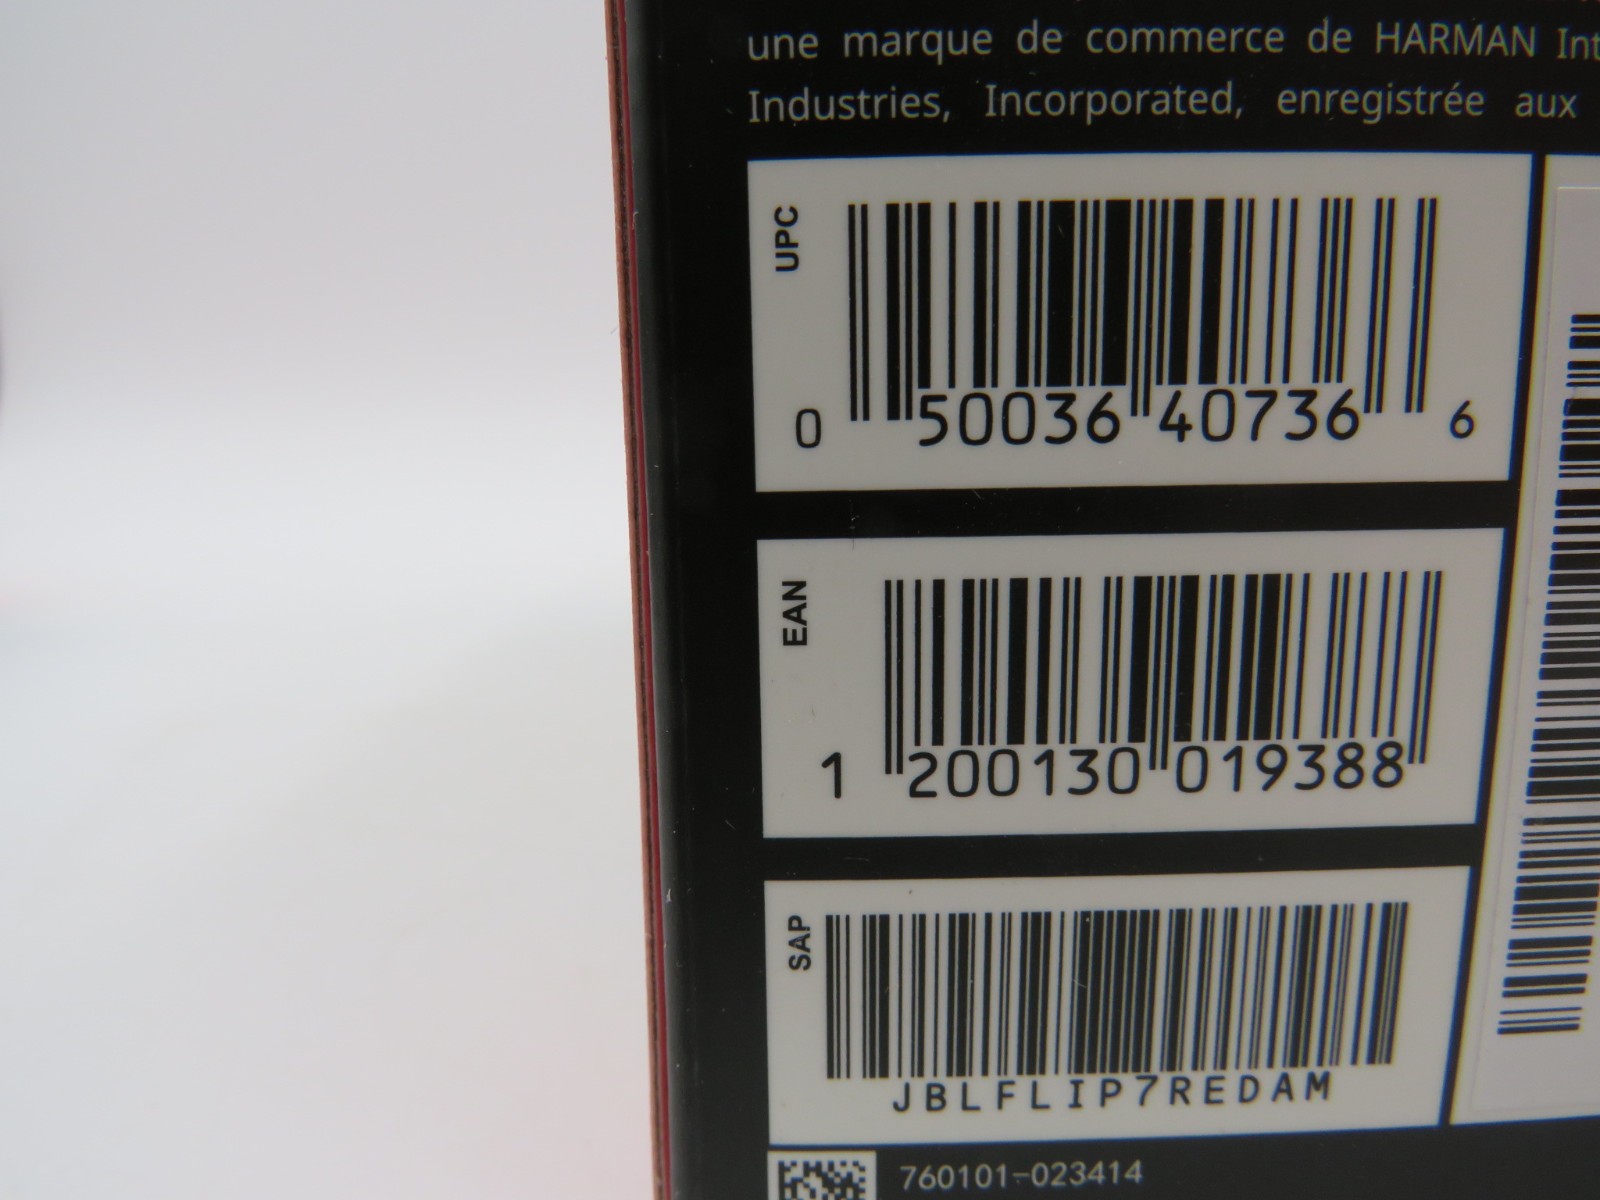 une marque de commerce de HARMAN
Industries, Incorporated, enregistrée aux
UPC
0 50036 40736 6
EAN
1 200130 019388
SAP
JBLFLIP7REDAM
760101-023414